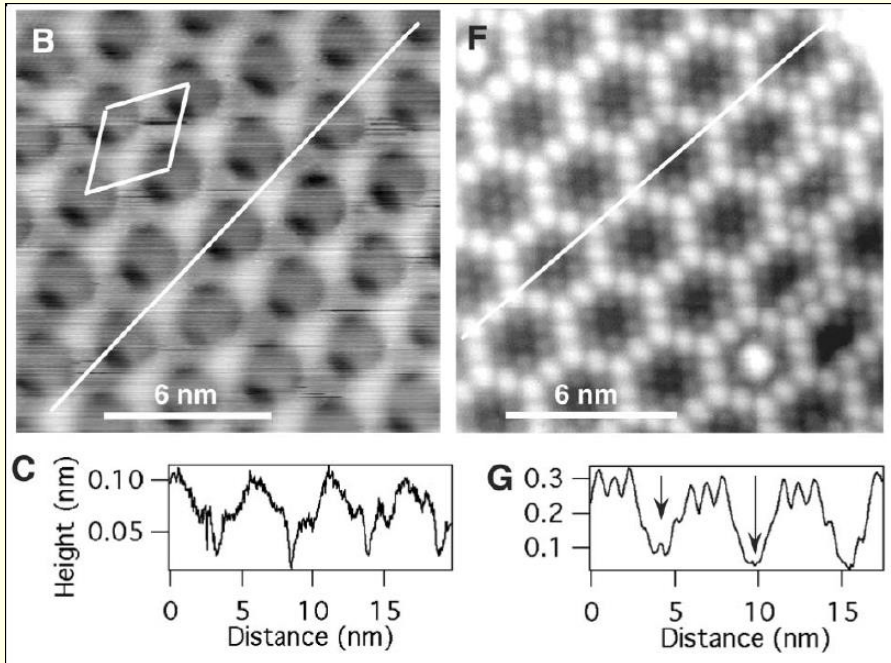 B
F
6 nm
6 nm
C
Height (nm)
0.10
0.05
0 5 10 15
Distance (nm)
G
0.3
0.2
0.1
0 5 10 15
Distance (nm)